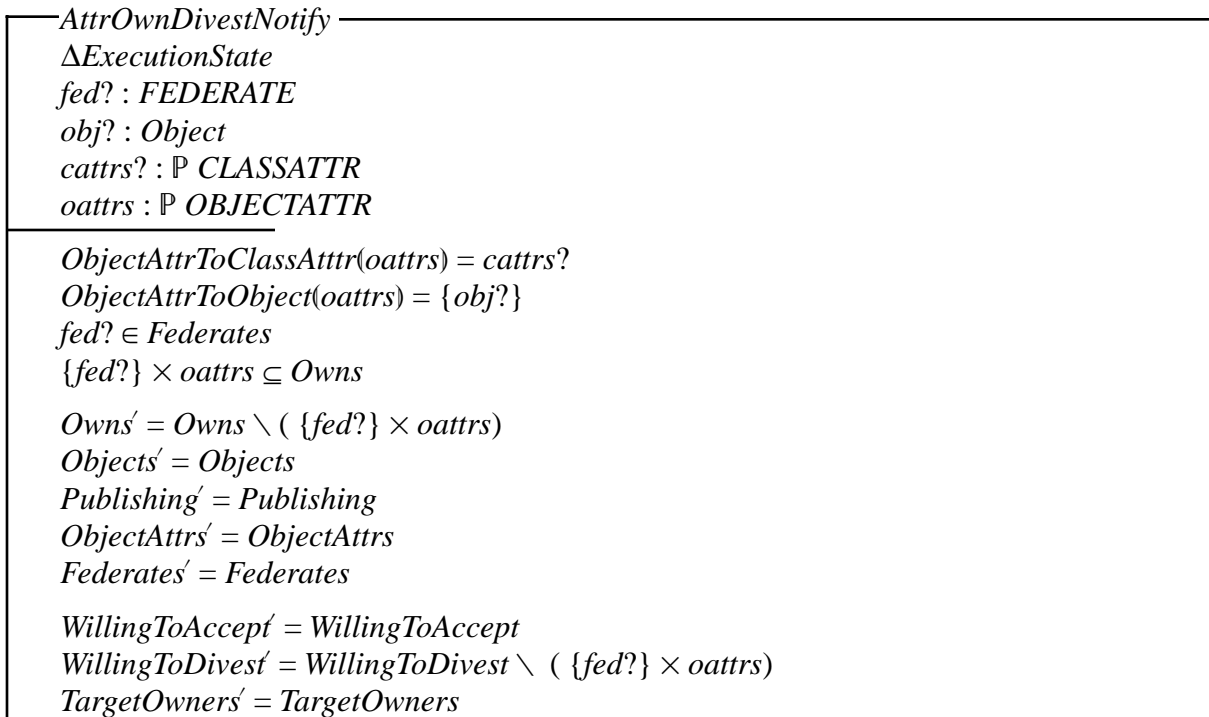 AttrOwnDivestNotify
ΔExecutionState
fed? : FEDERATE
obj? : Object
cattrs? : ℙ CLASSATTR
oattrs : ℙ OBJECTATTR
ObjectAttrToClassAtttr⦇oattrs⦈ = cattrs?
ObjectAttrToObject⦇oattrs⦈ = {obj?}
fed? ∈ Federates
{fed?} × oattrs ⊆ Owns
Owns′ = Owns \ ( {fed?} × oattrs)
Objects′ = Objects
Publishing′ = Publishing
ObjectAttrs′ = ObjectAttrs
Federates′ = Federates
WillingToAccept′ = WillingToAccept
WillingToDivest′ = WillingToDivest \ ( {fed?} × oattrs)
TargetOwners′ = TargetOwners